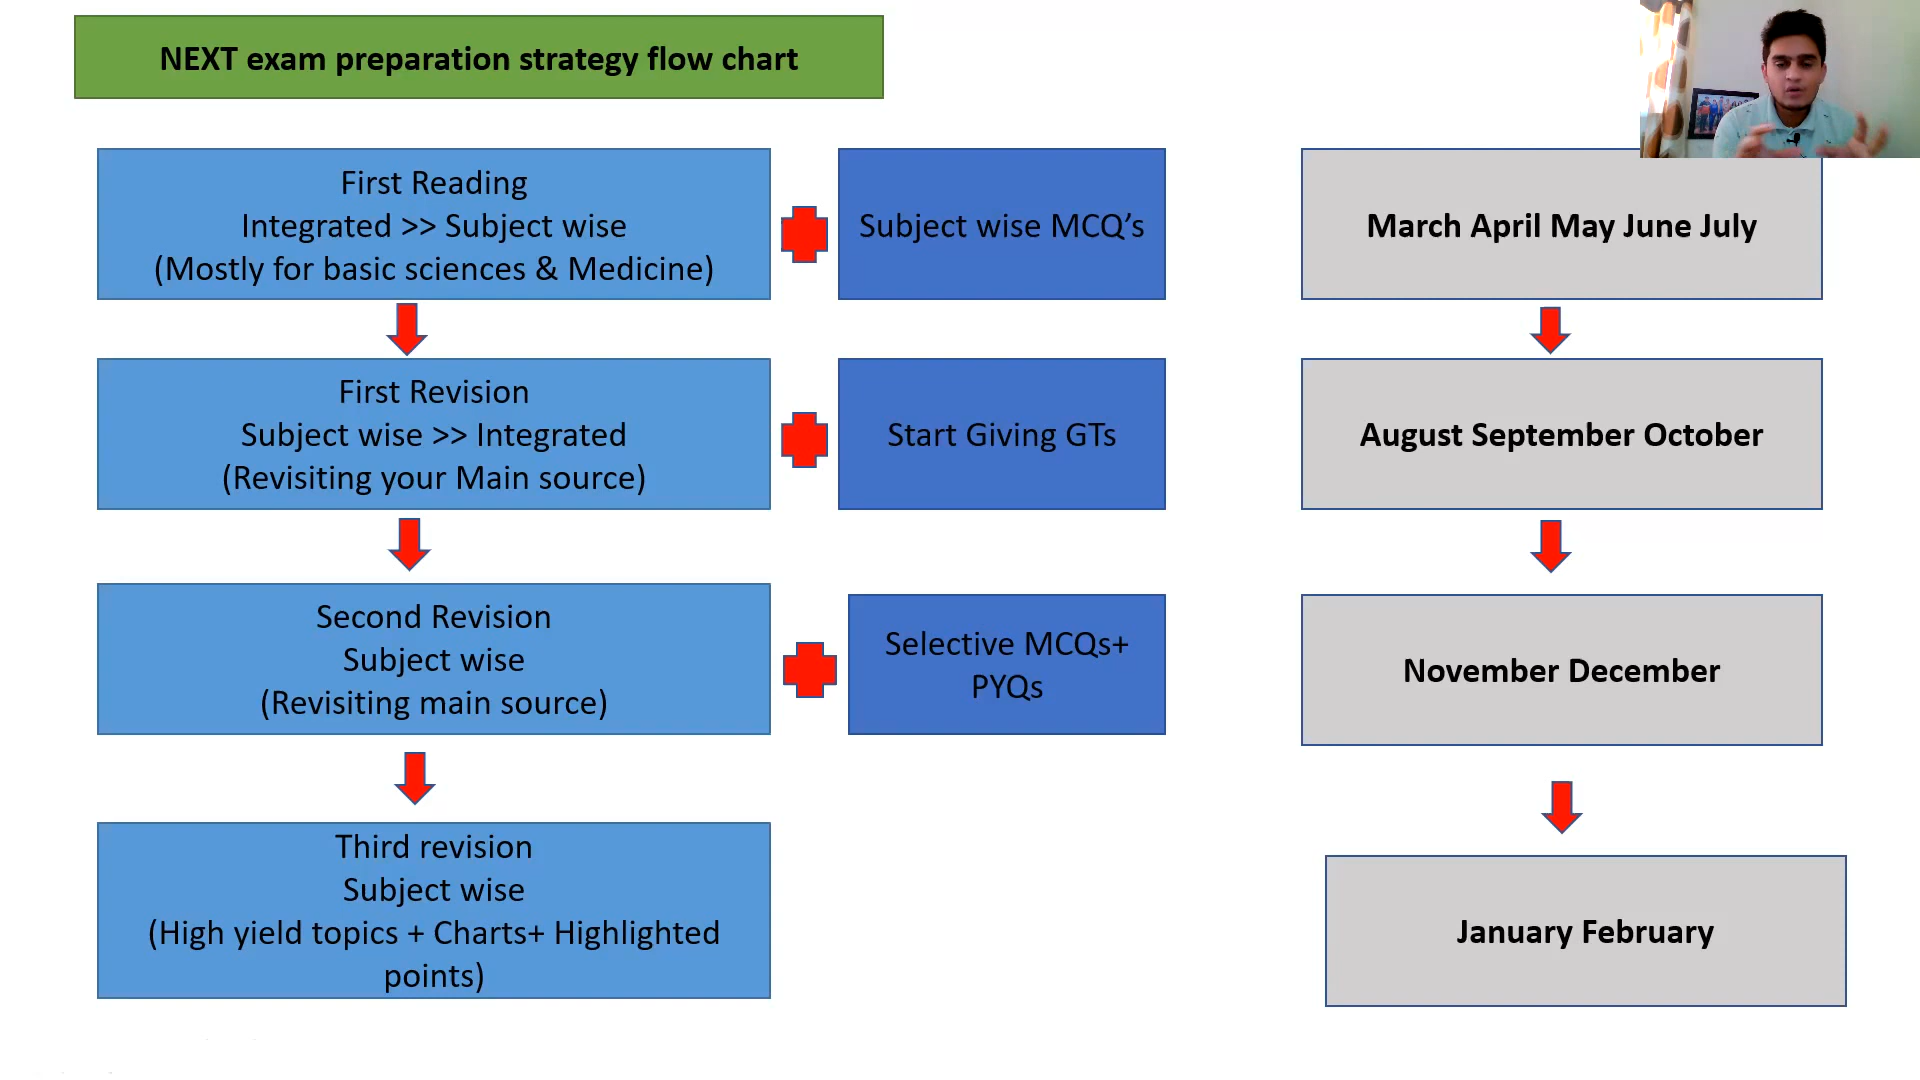 NEXT exam preparation strategy flow chart
First Reading
Integrated >> Subject wise
(Mostly for basic sciences & Medicine)
Subject wise MCQ’s
March April May June July
First Revision
Subject wise >> Integrated
(Revisiting your Main source)
Start Giving GTs
August September October
Second Revision
Subject wise
(Revisiting main source)
Selective MCQs+
PYQs
November December
Third revision
Subject wise
(High yield topics + Charts+ Highlighted
points)
January February